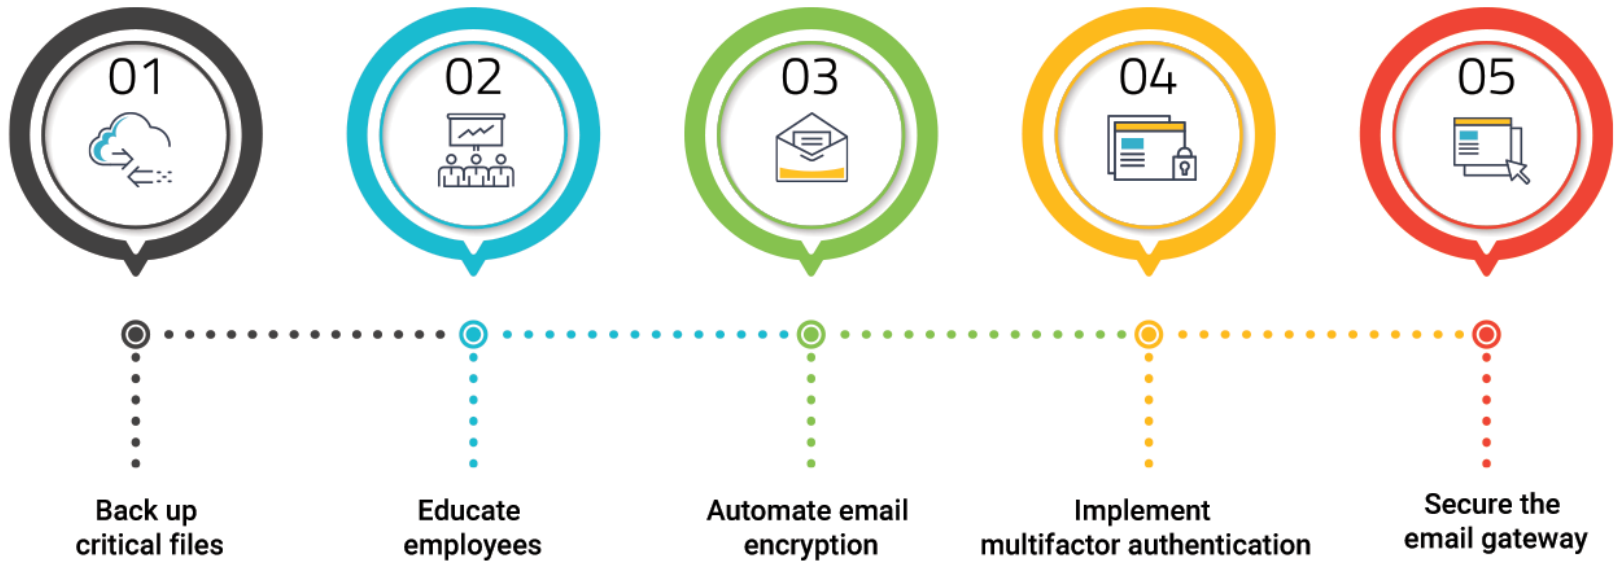 01
02
03
04
05
Back up
critical files
Educate
employees
Automate email
encryption
Implement
multifactor authentication
Secure the
email gateway